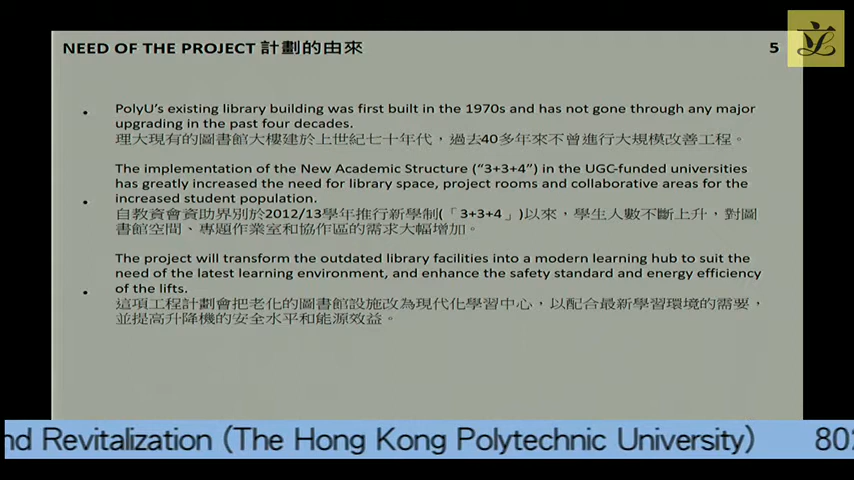 NEED OF THE PROJECT 計劃的由來
5
• PolyU's existing library building was first built in the 1970s and has not gone through any major
upgrading in the past four decades.
理大現有的圖書館大樓建於上世紀七十年代，過去40多年來不曾進行大規模改善工程。
The implementation of the New Academic Structure (“3+3+4”) in the UGC-funded universities
has greatly increased the need for library space, project rooms and collaborative areas for the
• increased student population.
自教資會資助界別於2012/13學年推行新學制(「3+3+4」)以來，學生人數不斷上升，對圖
書館空間、專題作業室和協作區的需求大幅增加。
The project will transform the outdated library facilities into a modern learning hub to suit the
need of the latest learning environment, and enhance the safety standard and energy efficiency
• of the lifts.
這項工程計劃會把老化的圖書館設施改為現代化學習中心，以配合最新學習環境的需要，
並提高升降機的安全水平和能源效益。
nd Revitalization (The Hong Kong Polytechnic University) 802